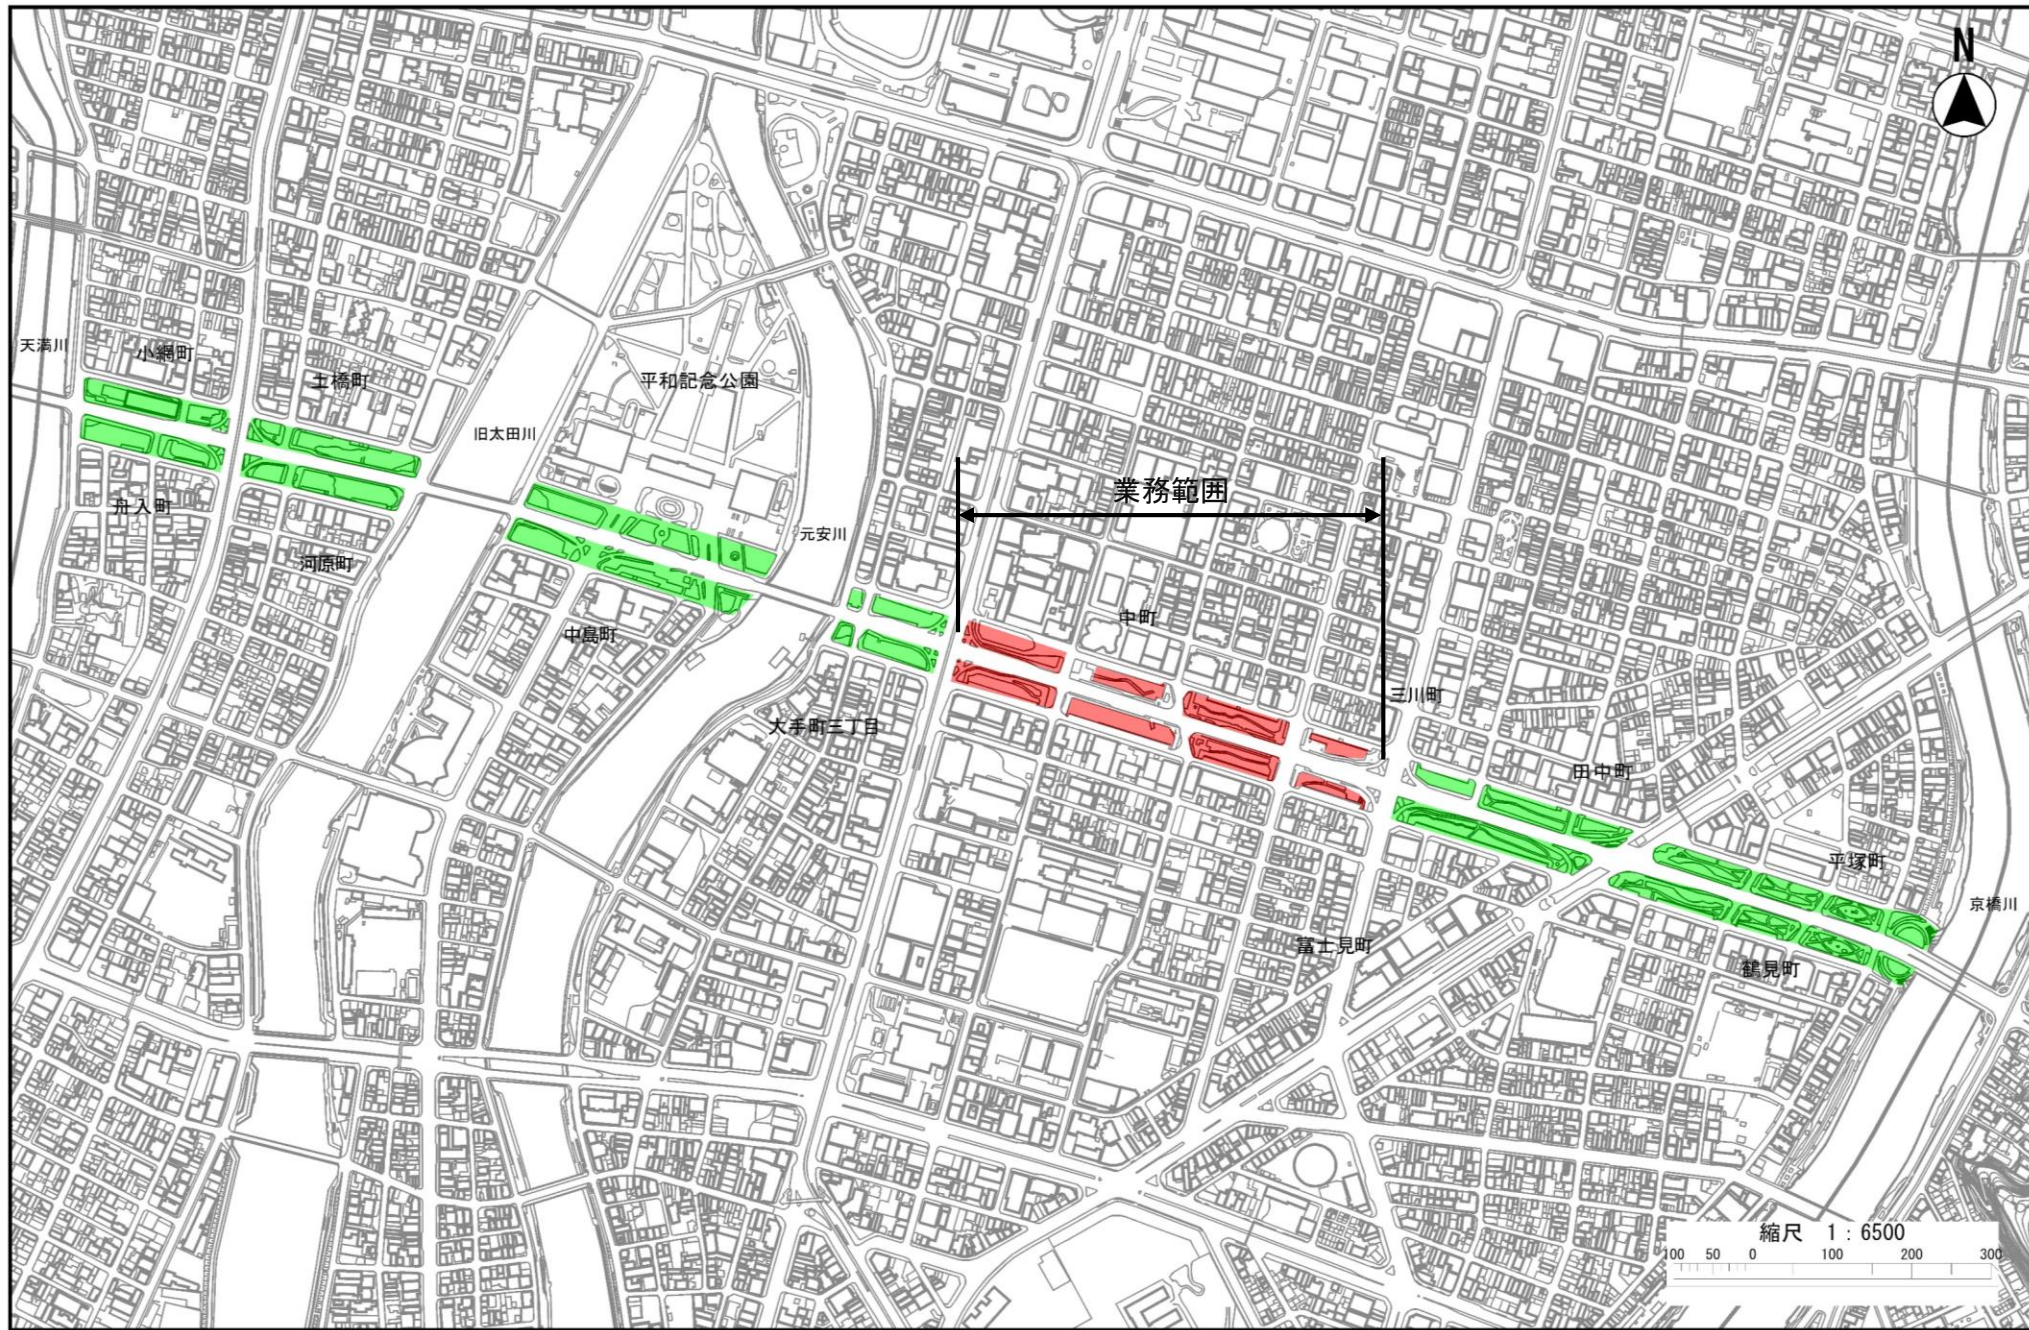 N
天満川
小網町
土橋町
平和記念公園
旧太田川
業務範囲
舟入町
元安川
河原町
中島町
中町
三川町
大手町三丁目
田中町
平塚町
京橋川
富士見町
鶴見町
縮尺 1:6500
100 50 0 100 200 300